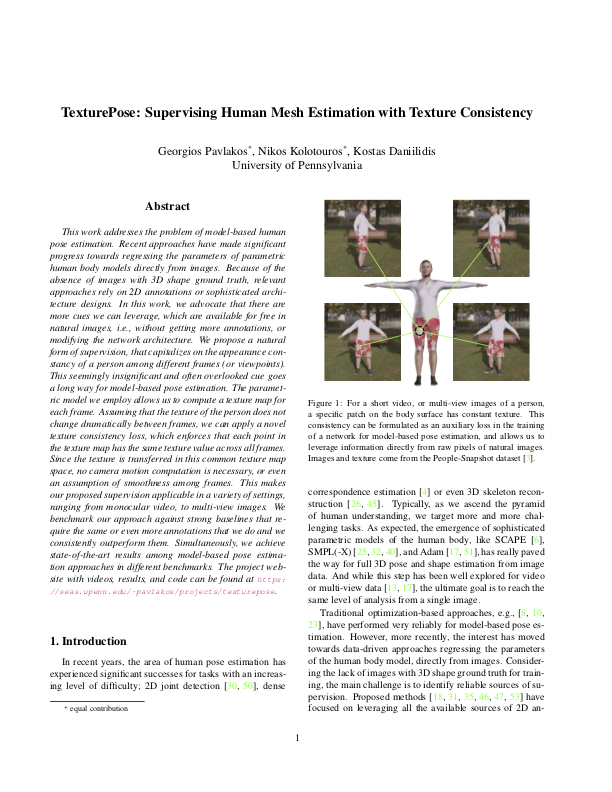 TexturePose: Supervising Human Mesh Estimation with Texture Consistency
Georgios Pavlakos*, Nikos Kolotouros*, Kostas Daniilidis
University of Pennsylvania
Abstract
This work addresses the problem of model-based human
pose estimation. Recent approaches have made significant
progress towards regressing the parameters of parametric
human body models directly from images. Because of the
absence of images with 3D shape ground truth, relevant
approaches rely on 2D annotations or sophisticated archi-
tecture designs. In this work, we advocate that there are
more cues we can leverage, which are available for free in
natural images, i.e., without getting more annotations, or
modifying the network architecture. We propose a natural
form of supervision, that capitalizes on the appearance con-
stancy of a person among different frames (or viewpoints).
This seemingly insignificant and often overlooked cue goes
a long way for model-based pose estimation. The paramet-
ric model we employ allows us to compute a texture map for
each frame. Assuming that the texture of the person does not
change dramatically between frames, we can apply a novel
texture consistency loss, which enforces that each point in
the texture map has the same texture value across all frames.
Since the texture is transferred in this common texture map
space, no camera motion computation is necessary, or even
an assumption of smoothness among frames. This makes
our proposed supervision applicable in a variety of settings,
ranging from monocular video, to multi-view images. We
benchmark our approach against strong baselines that re-
quire the same or even more annotations that we do and we
consistently outperform them. Simultaneously, we achieve
state-of-the-art results among model-based pose estima-
tion approaches in different benchmarks. The project web-
site with videos, results, and code can be found at https:
//seas.upenn.edu/~pavlakos/projects/texturepose.
1. Introduction
In recent years, the area of human pose estimation has
experienced significant successes for tasks with an increas-
ing level of difficulty; 2D joint detection [30, 50], dense
* equal contribution
Figure 1: For a short video, or multi-view images of a person,
a specific patch on the body surface has constant texture. This
consistency can be formulated as an auxiliary loss in the training
of a network for model-based pose estimation, and allows us to
leverage information directly from raw pixels of natural images.
Images and texture come from the People-Snapshot dataset [3].
correspondence estimation [4] or even 3D skeleton recon-
struction [26, 45]. Typically, as we ascend the pyramid
of human understanding, we target more and more chal-
lenging tasks. As expected, the emergence of sophisticated
parametric models of the human body, like SCAPE [6],
SMPL(-X) [25, 32, 40], and Adam [17, 51], has really paved
the way for full 3D pose and shape estimation from image
data. And while this step has been well explored for video
or multi-view data [13, 17], the ultimate goal is to reach the
same level of analysis from a single image.
Traditional optimization-based approaches, e.g., [8, 10,
23], have performed very reliably for model-based pose es-
timation. However, more recently, the interest has moved
towards data-driven approaches regressing the parameters
of the human body model, directly from images. Consider-
ing the lack of images with 3D shape ground truth for train-
ing, the main challenge is to identify reliable sources of su-
pervision. Proposed methods [18, 31, 35, 46, 47, 53] have
focused on leveraging all the available sources of 2D an-
1